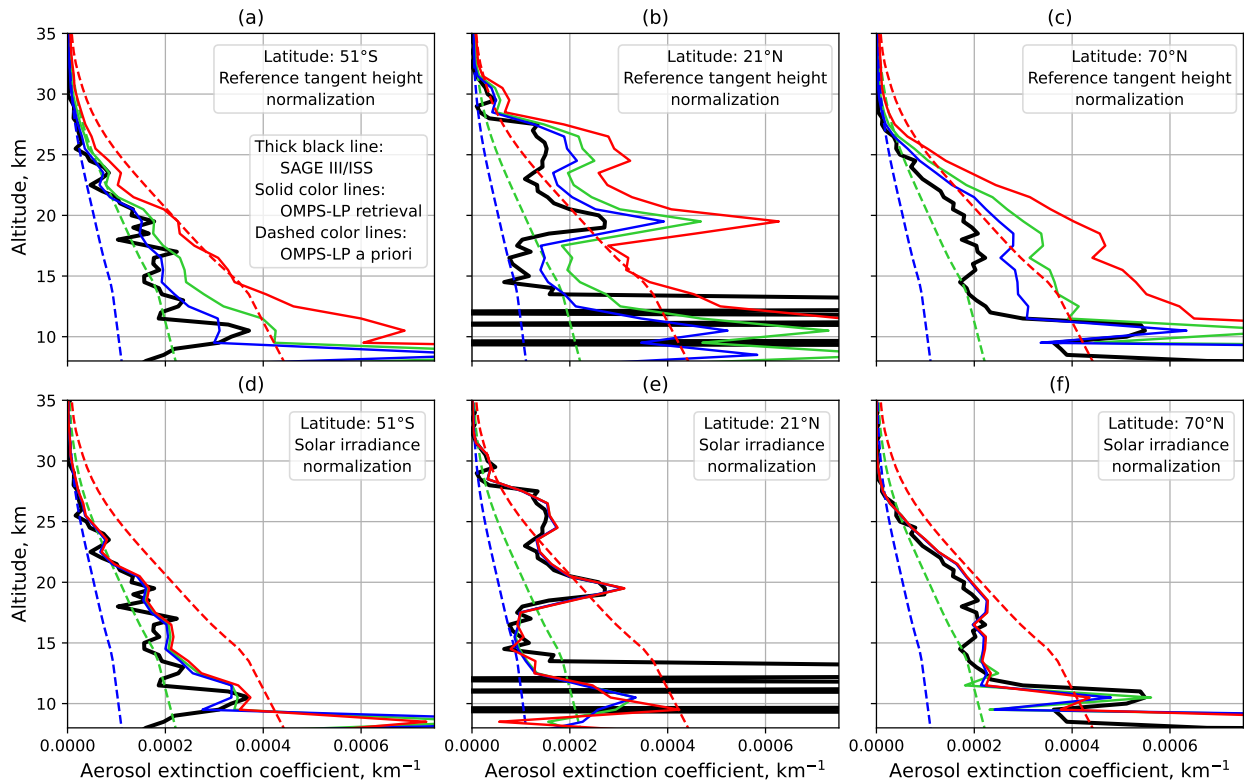 (a)
(b)
(c)
Altitude, km
35
30
25
20
15
10
Latitude: 51°S
Reference tangent height
normalization
Thick black line:
SAGE III/ISS
Solid color lines:
OMPS-LP retrieval
Dashed color lines:
OMPS-LP a priori
Latitude: 21°N
Reference tangent height
normalization
Latitude: 70°N
Reference tangent height
normalization
(d)
(e)
(f)
Altitude, km
35
30
25
20
15
10
Latitude: 51°S
Solar irradiance
normalization
Latitude: 21°N
Solar irradiance
normalization
Latitude: 70°N
Solar irradiance
normalization
0.0000 0.0002 0.0004 0.0006
0.0000 0.0002 0.0004 0.0006
0.0000 0.0002 0.0004 0.0006
Aerosol extinction coefficient, km⁻¹
Aerosol extinction coefficient, km⁻¹
Aerosol extinction coefficient, km⁻¹